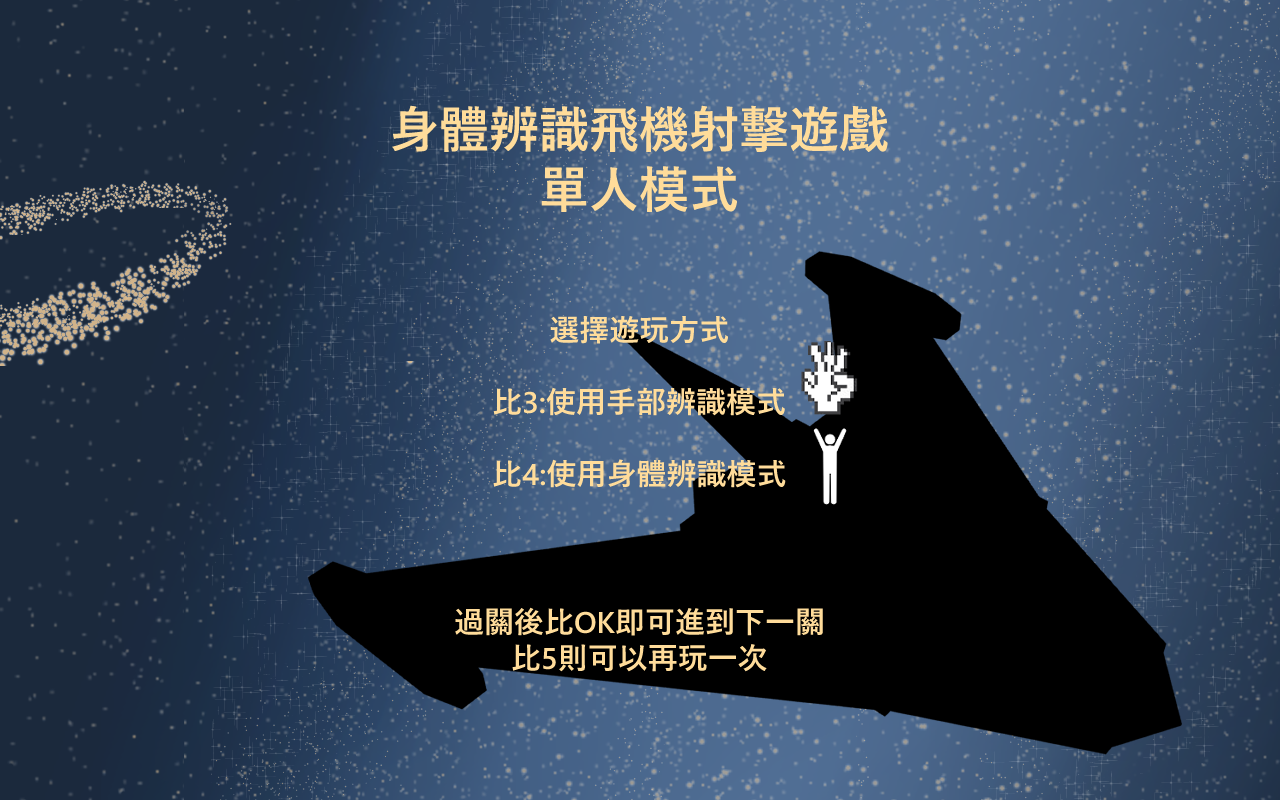 身體辨識飛機射擊遊戲
單人模式
選擇遊玩方式
比3:使用手部辨識模式
比4:使用身體辨識模式
過關後比OK即可進到下一關
比5則可以再玩一次